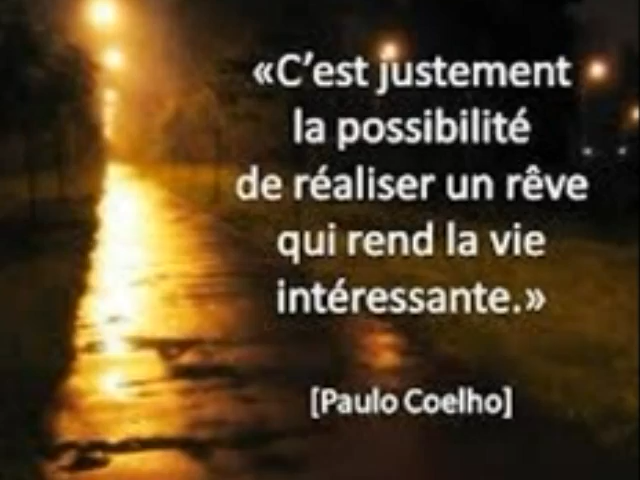 «C’est justement
la possibilité
de réaliser un rêve
qui rend la vie
intéressante.»
[Paulo Coelho]